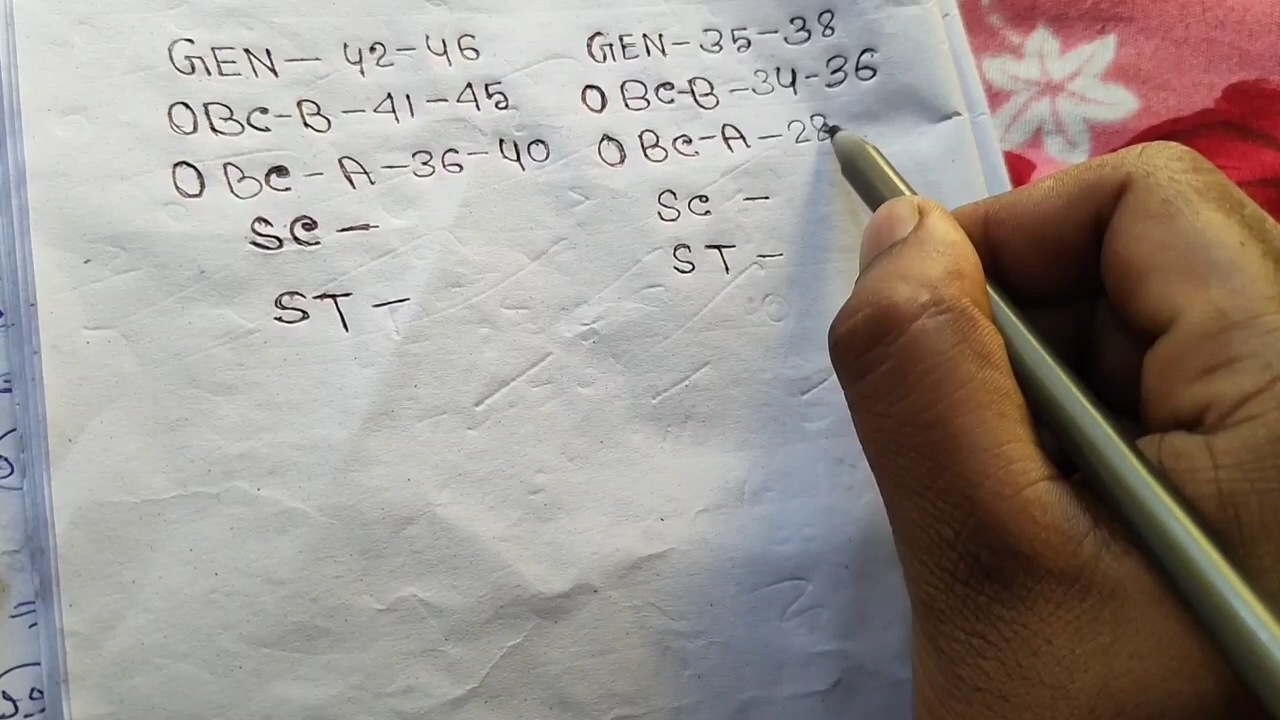 GEN- 42-46
OBC-B-41-45
OBC-A-36-40
SC-
ST-
GEN-35-38
OBC-B-34-36
OBC-A-28
SC -
ST-